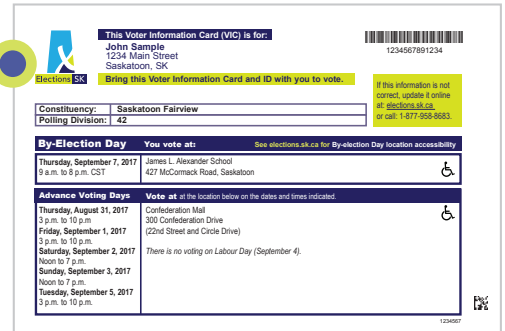 Elections SK
This Voter Information Card (VIC) is for:
John Sample
1234 Main Street
Saskatoon, SK
Bring this Voter Information Card and ID with you to vote.
1234567891234
If this information is not
correct, update it online
at: elections.sk.ca
or call: 1-877-958-8683.
Constituency: Saskatoon Fairview
Polling Division: 42
By-Election Day You vote at: See elections.sk.ca for By-election Day location accessibility
Thursday, September 7, 2017 James L. Alexander School
9 a.m. to 8 p.m. CST 427 McCormack Road, Saskatoon
Advance Voting Days Vote at at the location below on the dates and times indicated.
Thursday, August 31, 2017 Confederation Mall
3 p.m. to 10 p.m 300 Confederation Drive
Friday, September 1, 2017 (22nd Street and Circle Drive)
3 p.m. to 10 p.m.
Saturday, September 2, 2017 There is no voting on Labour Day (September 4).
Noon to 7 p.m.
Sunday, September 3, 2017
Noon to 7 p.m.
Tuesday, September 5, 2017
3 p.m. to 10 p.m.
1234567